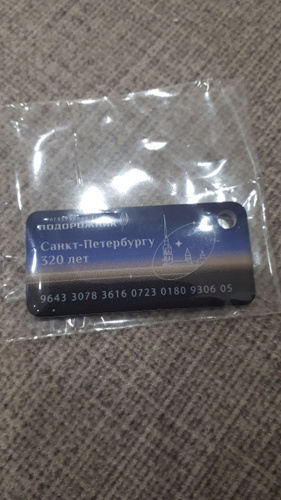 ПОДОРОЖНИК
Санкт-Петербургу
320 лет
9643 3078 3616 0723 0180 9306 05